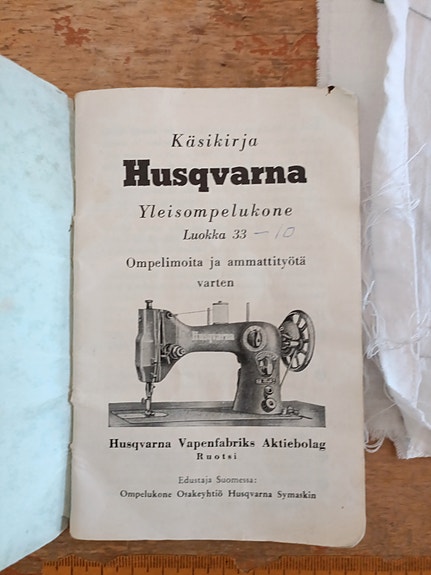 Käsikirja
Husqvarna
Yleisompelukone
Luokka 33 – 10
Ompelimoita ja ammattityötä
varten
Husqvarna
Husqvarna Vapenfabriks Aktiebolag
Ruotsi
Edustaja Suomessa:
Ompelukone Osakeyhtiö Husqvarna Symaskin